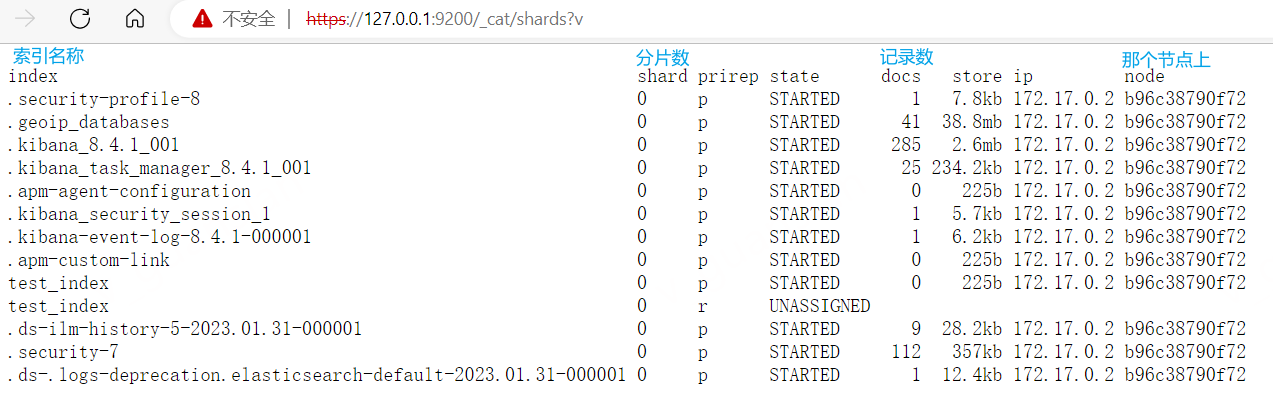 不安全 | https://127.0.0.1:9200/_cat/shards?v
索引名称 分片数 记录数 那个节点上
index shard prirep state docs store ip node
.security-profile-8 0 p STARTED 1 7.8kb 172.17.0.2 b96c38790f72
.geoip_databases 0 p STARTED 41 38.8mb 172.17.0.2 b96c38790f72
.kibana_8.4.1_001 0 p STARTED 285 2.6mb 172.17.0.2 b96c38790f72
.kibana_task_manager_8.4.1_001 0 p STARTED 25 234.2kb 172.17.0.2 b96c38790f72
.apm-agent-configuration 0 p STARTED 0 225b 172.17.0.2 b96c38790f72
.kibana_security_session_1 0 p STARTED 1 5.7kb 172.17.0.2 b96c38790f72
.kibana-event-log-8.4.1-000001 0 p STARTED 1 6.2kb 172.17.0.2 b96c38790f72
.apm-custom-link 0 p STARTED 0 225b 172.17.0.2 b96c38790f72
test_index 0 p STARTED 0 225b 172.17.0.2 b96c38790f72
test_index 0 r UNASSIGNED
.ds-ilm-history-5-2023.01.31-000001 0 p STARTED 9 28.2kb 172.17.0.2 b96c38790f72
.security-7 0 p STARTED 112 357kb 172.17.0.2 b96c38790f72
.ds-.logs-deprecation.elasticsearch-default-2023.01.31-000001 0 p STARTED 1 12.4kb 172.17.0.2 b96c38790f72